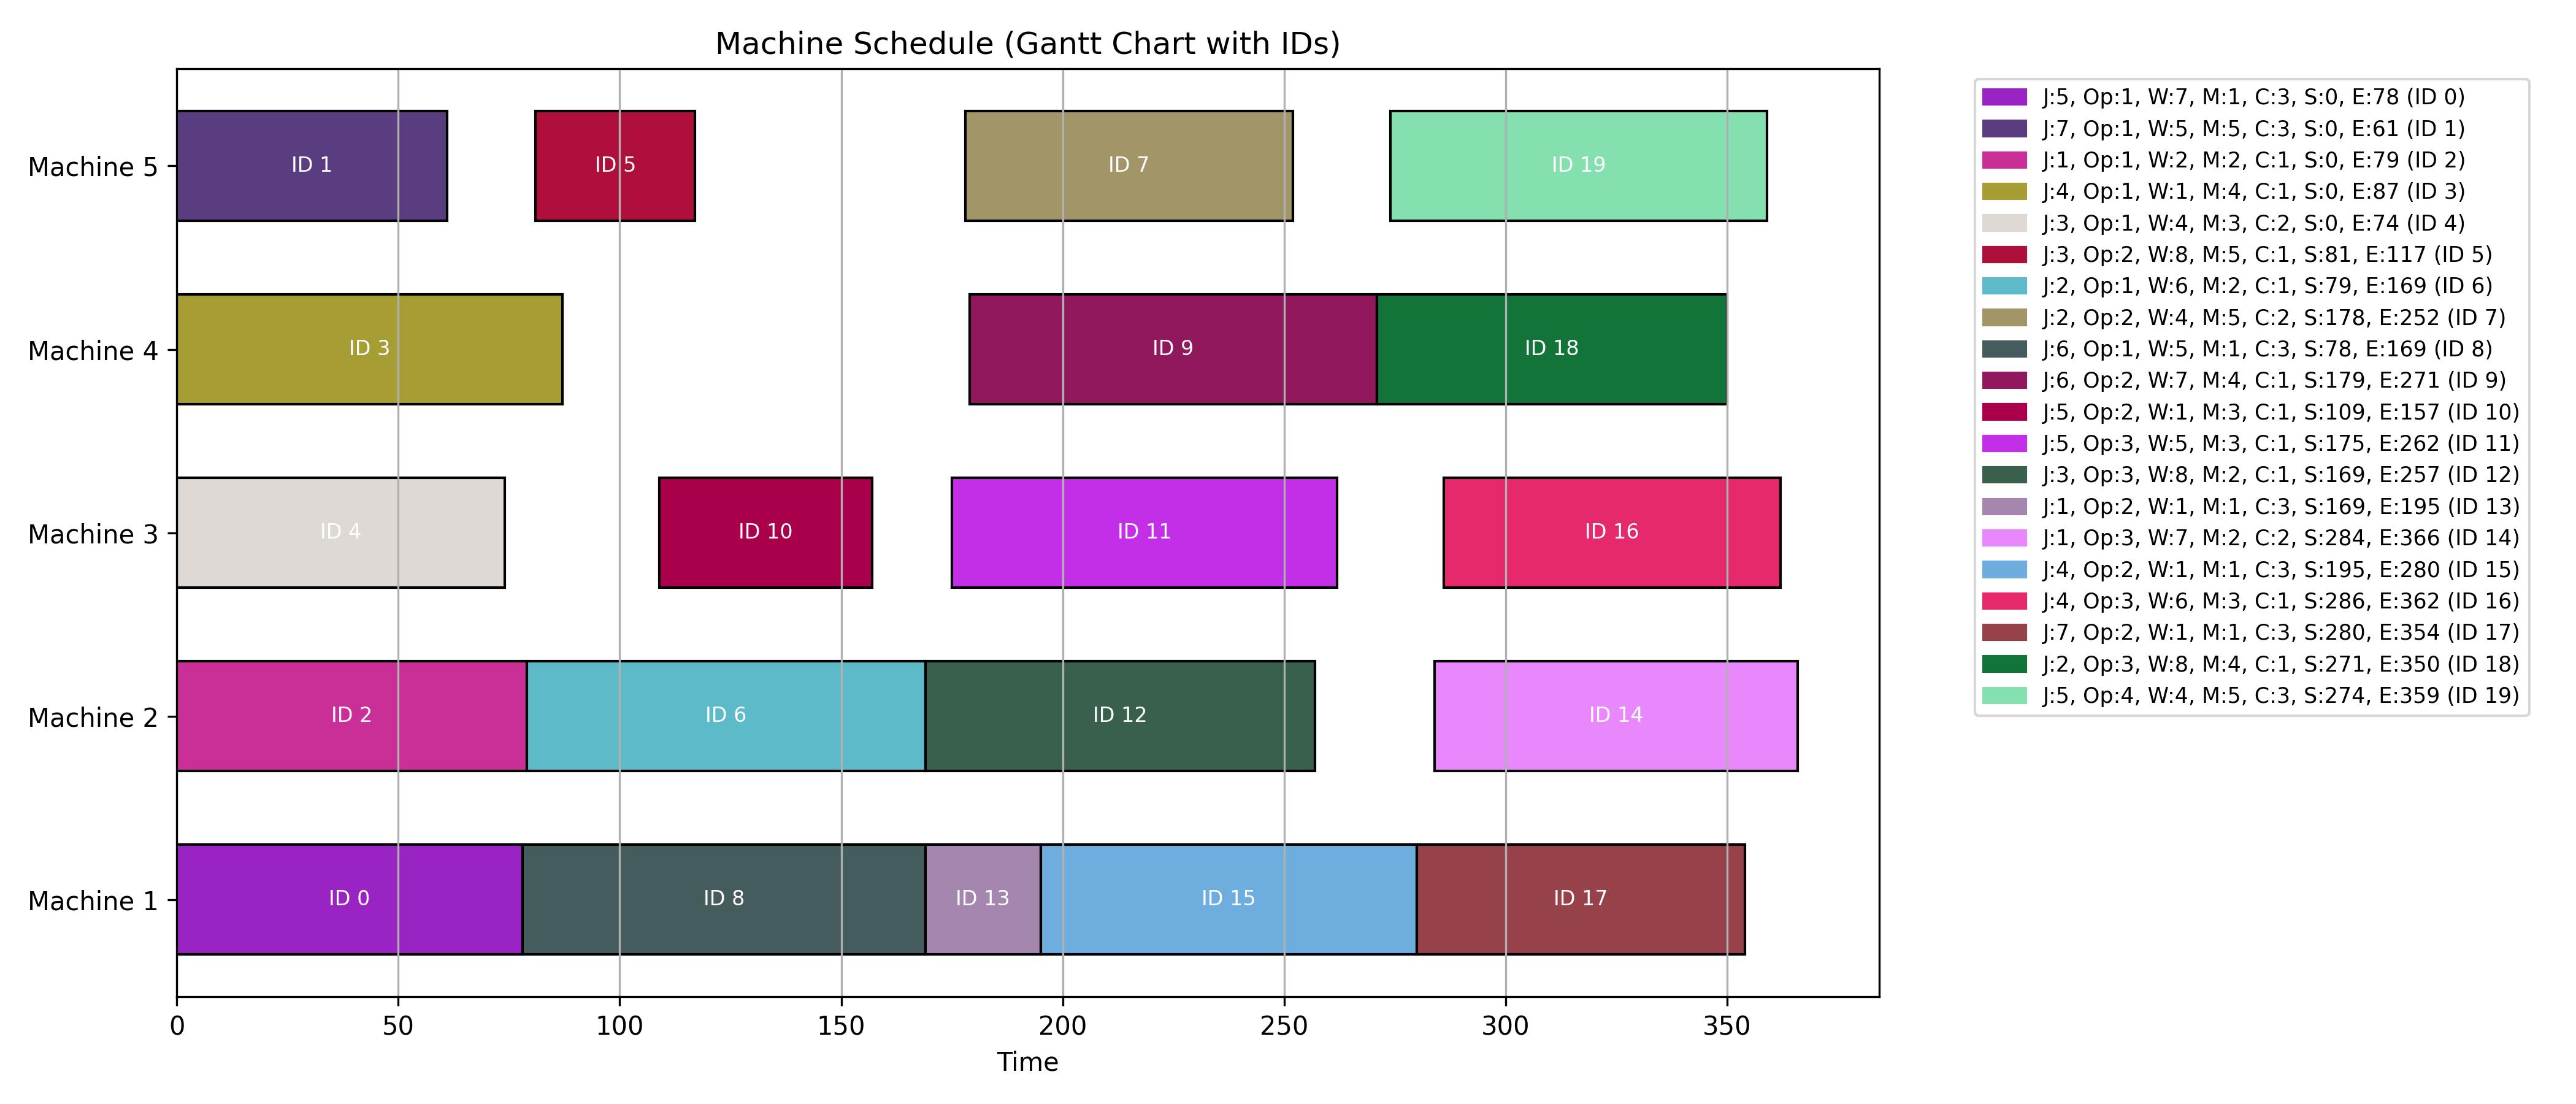 Machine Schedule (Gantt Chart with IDs)
Machine 5
ID 1
ID 5
ID 7
ID 19
Machine 4
ID 3
ID 9
ID 18
Machine 3
ID 4
ID 10
ID 11
ID 16
Machine 2
ID 2
ID 6
ID 12
ID 14
Machine 1
ID 0
ID 8
ID 13
ID 15
ID 17
0 50 100 150 200 250 300 350
Time
J:5, Op:1, W:7, M:1, C:3, S:0, E:78 (ID 0)
J:7, Op:1, W:5, M:5, C:3, S:0, E:61 (ID 1)
J:1, Op:1, W:2, M:2, C:1, S:0, E:79 (ID 2)
J:4, Op:1, W:1, M:4, C:1, S:0, E:87 (ID 3)
J:3, Op:1, W:4, M:3, C:2, S:0, E:74 (ID 4)
J:3, Op:2, W:8, M:5, C:1, S:81, E:117 (ID 5)
J:2, Op:1, W:6, M:2, C:1, S:79, E:169 (ID 6)
J:2, Op:2, W:4, M:5, C:2, S:178, E:252 (ID 7)
J:6, Op:1, W:5, M:1, C:3, S:78, E:169 (ID 8)
J:6, Op:2, W:7, M:4, C:1, S:179, E:271 (ID 9)
J:5, Op:2, W:1, M:3, C:1, S:109, E:157 (ID 10)
J:5, Op:3, W:5, M:3, C:1, S:175, E:262 (ID 11)
J:3, Op:3, W:8, M:2, C:1, S:169, E:257 (ID 12)
J:1, Op:2, W:1, M:1, C:3, S:169, E:195 (ID 13)
J:1, Op:3, W:7, M:2, C:2, S:284, E:366 (ID 14)
J:4, Op:2, W:1, M:1, C:3, S:195, E:280 (ID 15)
J:4, Op:3, W:6, M:3, C:1, S:286, E:362 (ID 16)
J:7, Op:2, W:1, M:1, C:3, S:280, E:354 (ID 17)
J:2, Op:3, W:8, M:4, C:1, S:271, E:350 (ID 18)
J:5, Op:4, W:4, M:5, C:3, S:274, E:359 (ID 19)